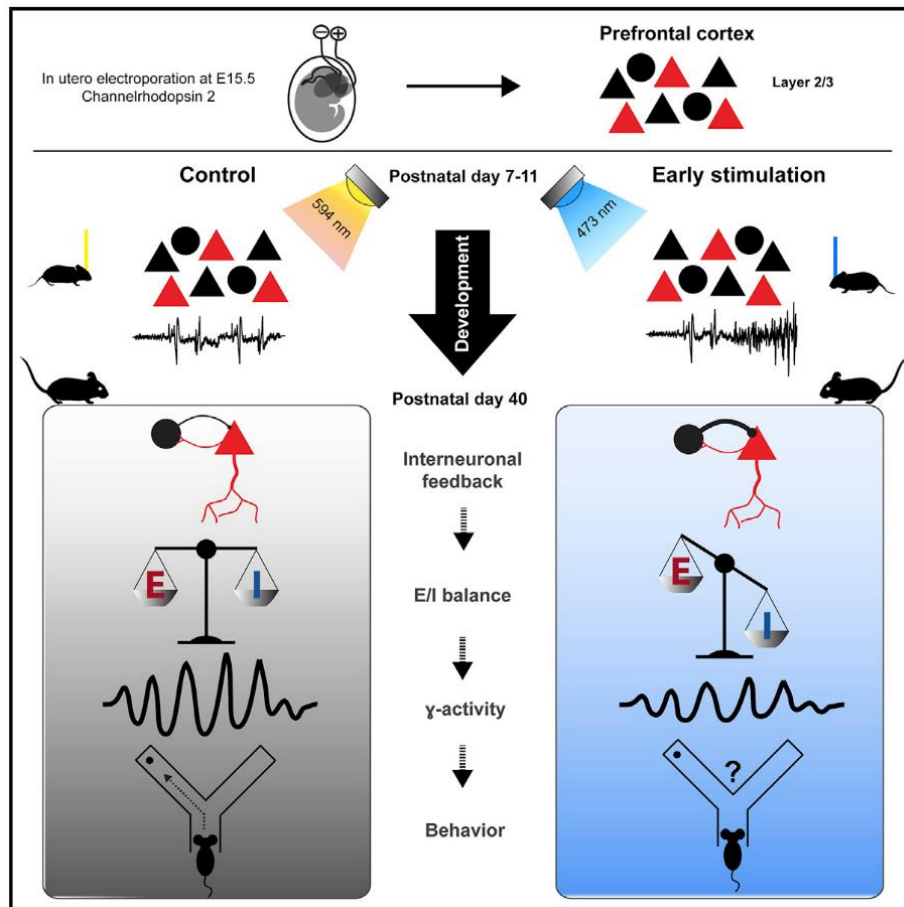 Prefrontal cortex
In utero electroporation at E15.5
Channelrhodopsin 2
Layer 2/3
Control
Postnatal day 7-11
Early stimulation
594 nm
473 nm
Development
Postnatal day 40
Interneuronal
feedback
E I
E/I balance
E
I
ɣ-activity
?
Behavior